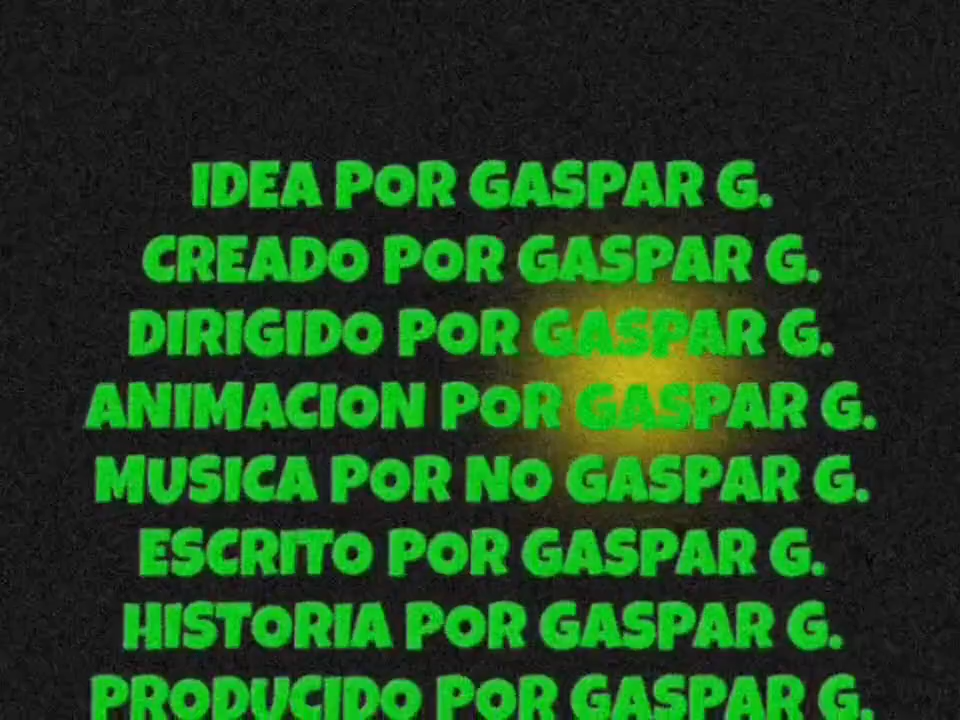 IDEA POR GASPAR G.
CREADO POR GASPAR G.
DIRIGIDO POR GASPAR G.
ANIMACION POR GASPAR G.
MUSICA POR NO GASPAR G.
ESCRITO POR GASPAR G.
HISTORIA POR GASPAR G.
PRODUCIDO POR GASPAR G.